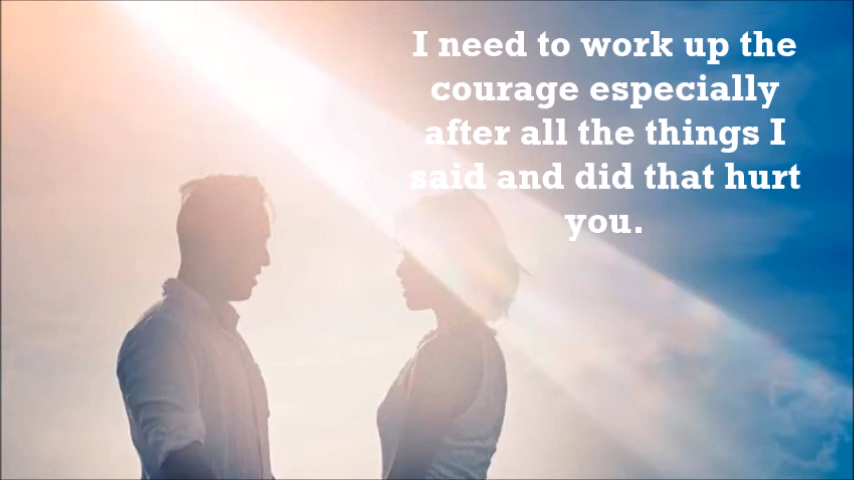 I need to work up the
courage especially
after all the things I
said and did that hurt
you.